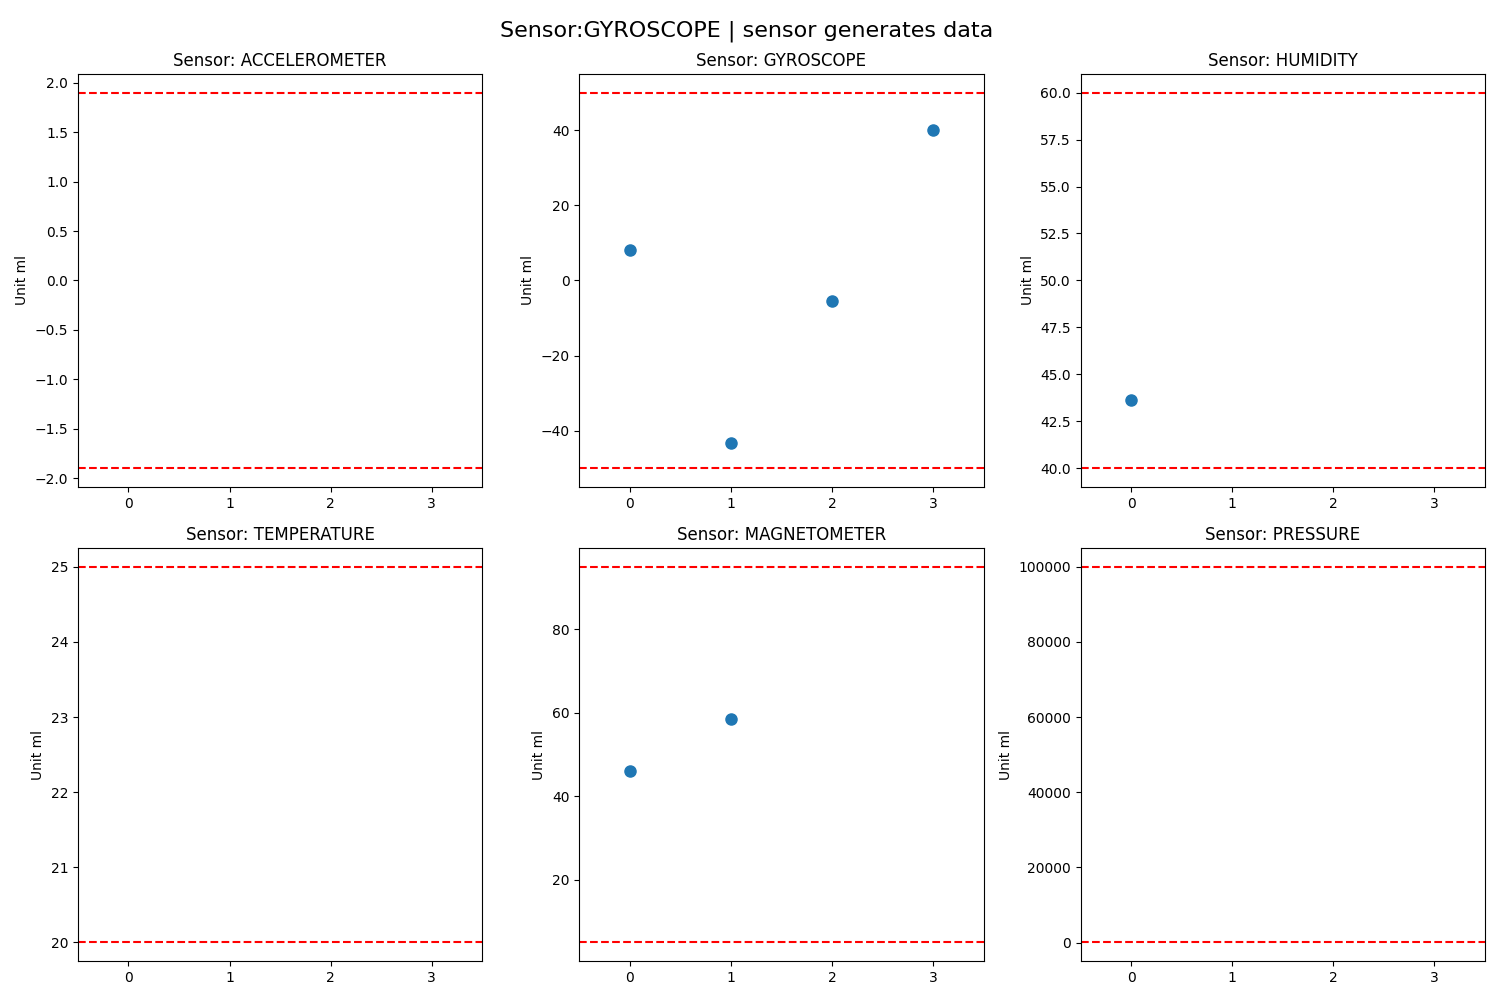 Sensor:GYROSCOPE | sensor generates data
Sensor: ACCELEROMETER
2.0
1.5
1.0
0.5
0.0
−0.5
−1.0
−1.5
−2.0
Unit ml
0 1 2 3
Sensor: GYROSCOPE
40
20
0
−20
−40
Unit ml
0 1 2 3
Sensor: HUMIDITY
60.0
57.5
55.0
52.5
50.0
47.5
45.0
42.5
40.0
Unit ml
0 1 2 3
Sensor: TEMPERATURE
25
24
23
22
21
20
Unit ml
0 1 2 3
Sensor: MAGNETOMETER
80
60
40
20
Unit ml
0 1 2 3
Sensor: PRESSURE
100000
80000
60000
40000
20000
0
Unit ml
0 1 2 3